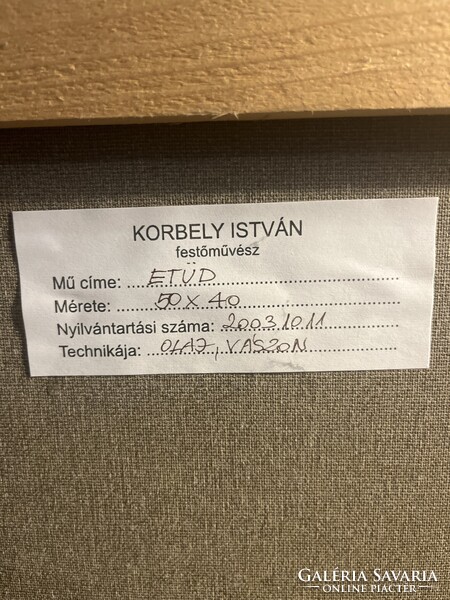 KORBELY ISTVÁN
festőművész
Mű címe: ETŰD
Mérete: 50 x 40
Nyilvántartási száma: 2003.10.11
Technikája: OLAJ, VÁSZON
GALÉRIA SAVARIA
ONLINE PIACTÉR